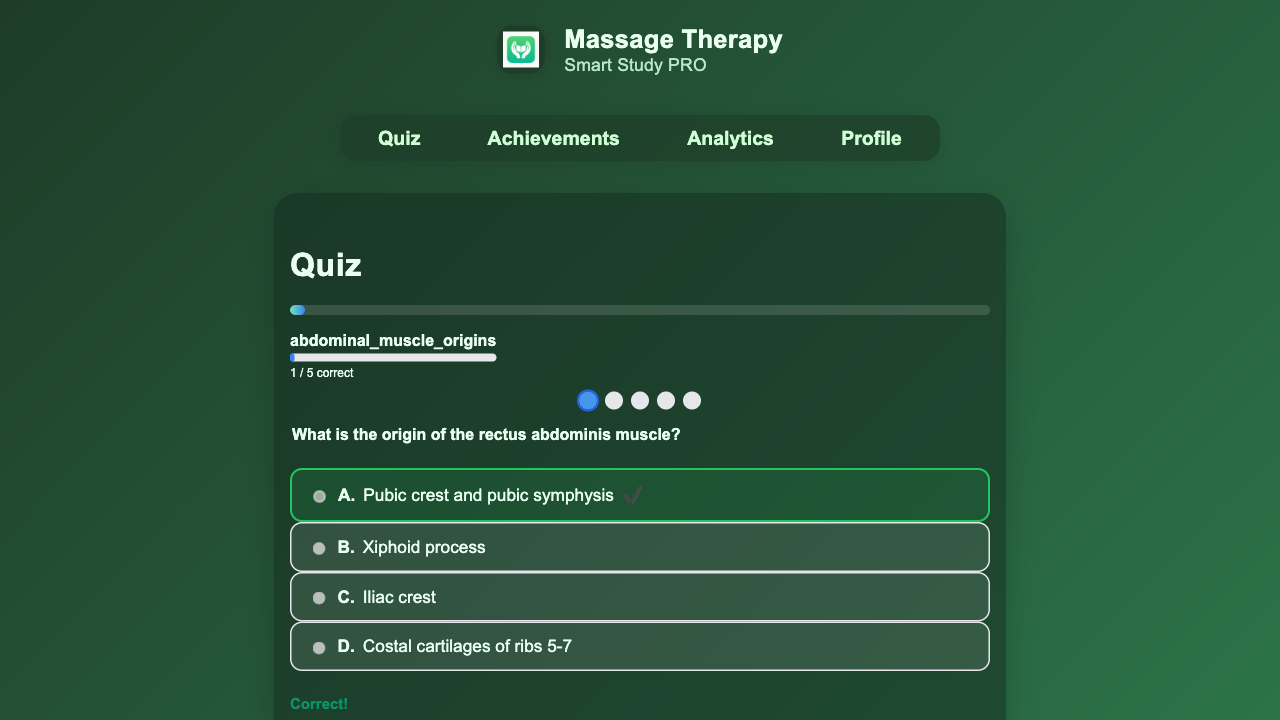 Massage Therapy
Smart Study PRO
Quiz
Achievements
Analytics
Profile
Quiz
abdominal_muscle_origins
1 / 5 correct
What is the origin of the rectus abdominis muscle?
A. Pubic crest and pubic symphysis ✔
B. Xiphoid process
C. Iliac crest
D. Costal cartilages of ribs 5-7
Correct!